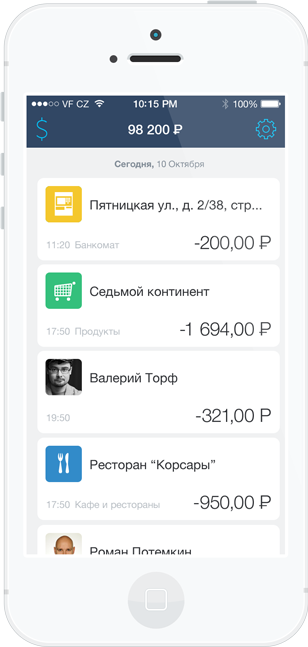 VF CZ 10:15 PM 100%
$ 98 200 ₽
Сегодня, 10 Октября
Пятницкая ул., д. 2/38, стр...
11:20 Банкомат -200,00 ₽
Седьмой континент
17:50 Продукты -1 694,00 ₽
Валерий Торф
19:50 -321,00 ₽
Ресторан “Корсары”
17:50 Кафе и рестораны -950,00 ₽
Роман Потемкин